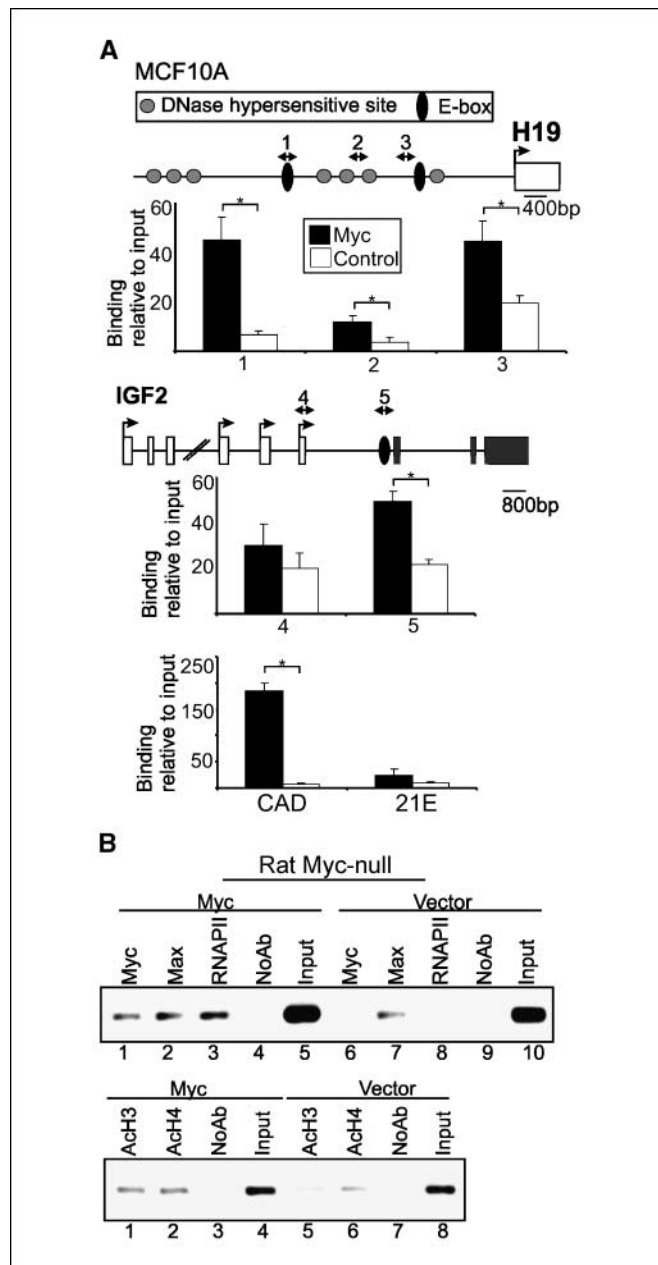 A
MCF10A
DNase hypersensitive site E-box
1 2 3 H19
400bp
60
40
20
Binding
relative to input
*
*
*
Myc
Control
1 2 3
IGF2
4 5
800bp
60
40
20
Binding
relative to input
*
4 5
250
150
50
Binding
relative to input
*
CAD 21E
B
Rat Myc-null
Myc Vector
Myc Max RNAPII NoAb Input Myc Max RNAPII NoAb Input
1 2 3 4 5 6 7 8 9 10
Myc Vector
AcH3 AcH4 NoAb Input AcH3 AcH4 NoAb Input
1 2 3 4 5 6 7 8